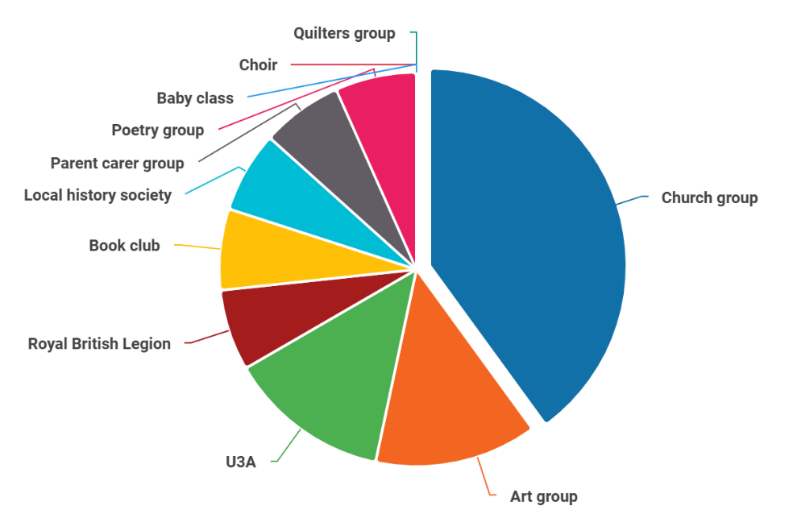 Quilters group
Choir
Baby class
Poetry group
Parent carer group
Local history society
Book club
Royal British Legion
U3A
Church group
Art group